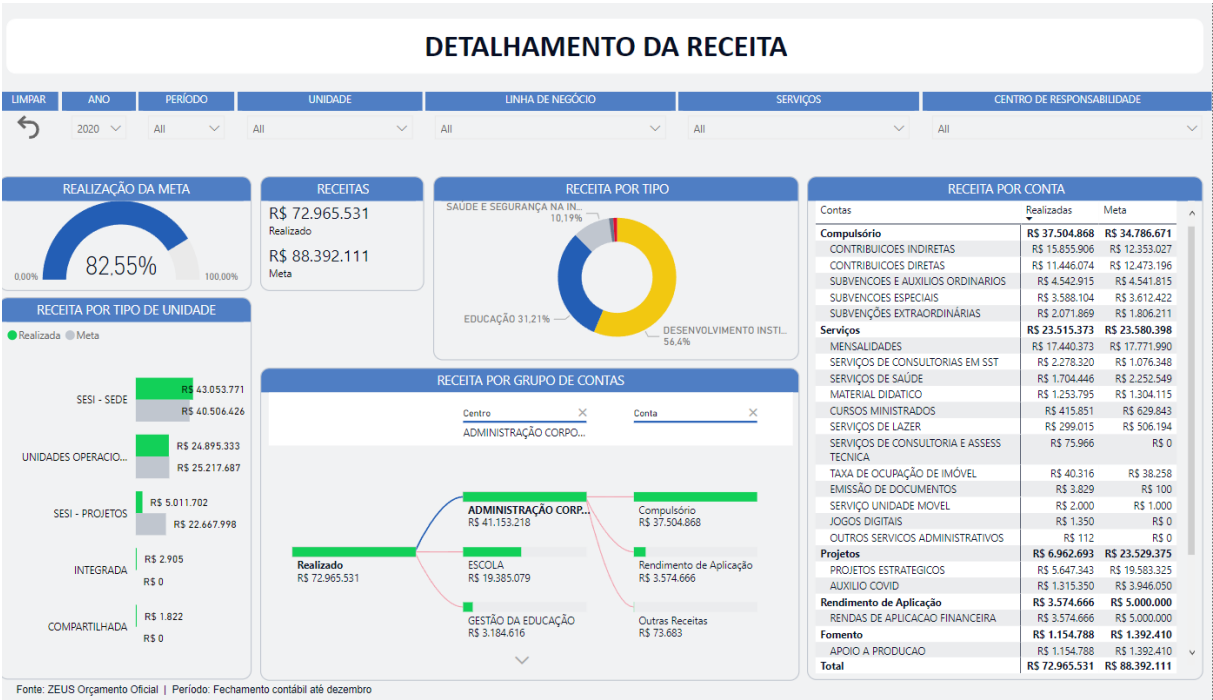 DETALHAMENTO DA RECEITA
LIMPAR ANO PERÍODO UNIDADE LINHA DE NEGÓCIO SERVIÇOS CENTRO DE RESPONSABILIDADE
2020 All All All All All
REALIZAÇÃO DA META
82,55%
0,00% 100,00%
RECEITAS
R$ 72.965.531
Realizado
R$ 88.392.111
Meta
RECEITA POR TIPO
SAÚDE E SEGURANÇA NA IN...
10,19%
EDUCAÇÃO 31,21%
DESENVOLVIMENTO INSTI...
56,4%
RECEITA POR TIPO DE UNIDADE
Realizada Meta
SESI - SEDE
R$ 43.053.771
R$ 40.506.426
UNIDADES OPERACIO...
R$ 24.895.333
R$ 25.217.687
SESI - PROJETOS
R$ 5.011.702
R$ 22.667.998
INTEGRADA
R$ 2.905
R$ 0
COMPARTILHADA
R$ 1.822
R$ 0
RECEITA POR GRUPO DE CONTAS
Centro Conta
ADMINISTRAÇÃO CORPO...
Realizado
R$ 72.965.531
ADMINISTRAÇÃO CORP...
R$ 41.153.218
ESCOLA
R$ 19.385.079
GESTÃO DA EDUCAÇÃO
R$ 3.184.616
Compulsório
R$ 37.504.868
Rendimento de Aplicação
R$ 3.574.666
Outras Receitas
R$ 73.683
RECEITA POR CONTA
Contas Realizadas Meta
Compulsório R$ 37.504.868 R$ 34.786.671
CONTRIBUICOES INDIRETAS R$ 15.855.906 R$ 12.353.027
CONTRIBUICOES DIRETAS R$ 11.446.074 R$ 12.473.196
SUBVENCOES E AUXILIOS ORDINARIOS R$ 4.542.915 R$ 4.541.815
SUBVENCOES ESPECIAIS R$ 3.588.104 R$ 3.612.422
SUBVENÇÕES EXTRAORDINÁRIAS R$ 2.071.869 R$ 1.806.211
Serviços R$ 23.515.373 R$ 23.580.398
MENSALIDADES R$ 17.440.373 R$ 17.771.990
SERVIÇOS DE CONSULTORIAS EM SST R$ 2.278.320 R$ 1.076.348
SERVIÇOS DE SAÚDE R$ 1.704.446 R$ 2.252.549
MATERIAL DIDATICO R$ 1.253.795 R$ 1.304.115
CURSOS MINISTRADOS R$ 415.851 R$ 629.843
SERVIÇOS DE LAZER R$ 299.015 R$ 506.194
SERVIÇOS DE CONSULTORIA E ASSESS R$ 75.966 R$ 0
TECNICA
TAXA DE OCUPAÇÃO DE IMÓVEL R$ 40.316 R$ 38.258
EMISSÃO DE DOCUMENTOS R$ 3.829 R$ 100
SERVIÇO UNIDADE MOVEL R$ 2.000 R$ 1.000
JOGOS DIGITAIS R$ 1.350 R$ 0
OUTROS SERVICOS ADMINISTRATIVOS R$ 112 R$ 0
Projetos R$ 6.962.693 R$ 23.529.375
PROJETOS ESTRATEGICOS R$ 5.647.343 R$ 19.583.325
AUXILIO COVID R$ 1.315.350 R$ 3.946.050
Rendimento de Aplicação R$ 3.574.666 R$ 5.000.000
RENDAS DE APLICACAO FINANCEIRA R$ 3.574.666 R$ 5.000.000
Fomento R$ 1.154.788 R$ 1.392.410
APOIO A PRODUCAO R$ 1.154.788 R$ 1.392.410
Total R$ 72.965.531 R$ 88.392.111
Fonte: ZEUS Orçamento Oficial | Período: Fechamento contábil até dezembro